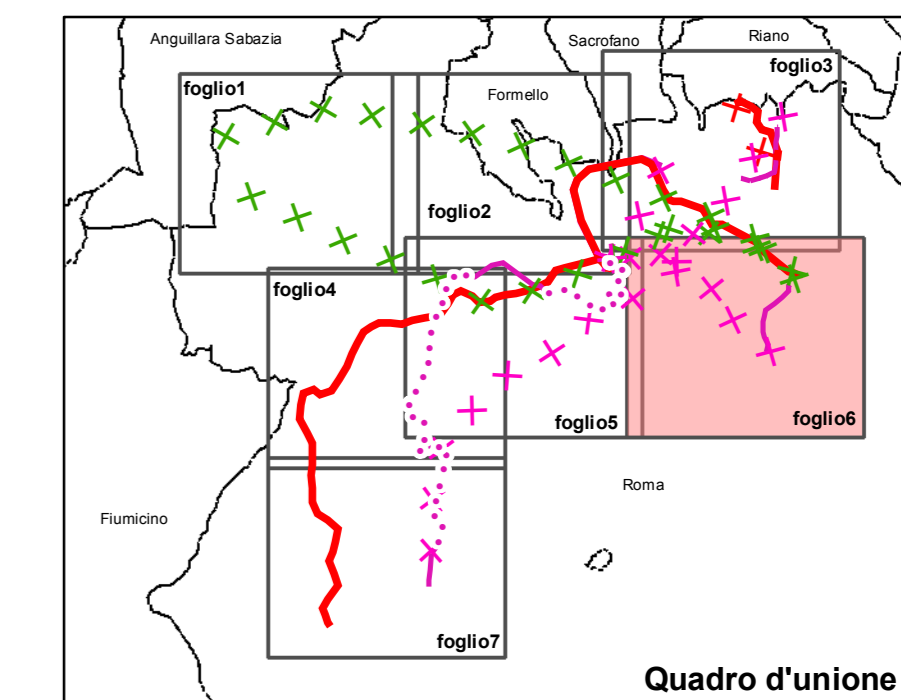 Anguillara Sabazia
Sacrofano
Riano
foglio3
foglio1
Formello
foglio2
foglio4
foglio5
foglio6
Roma
Fiumicino
foglio7
Quadro d'unione